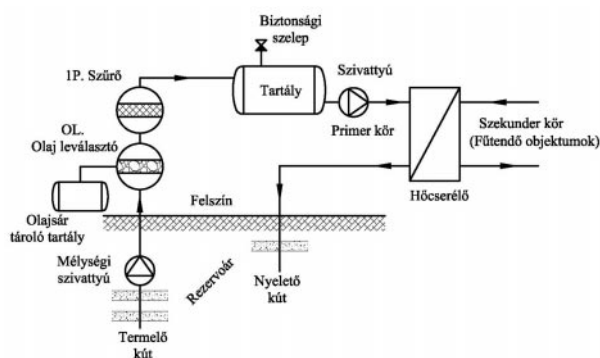 Biztonsági
szelep
1P. Szűrő
Tartály
Szivattyú
Primer kör
OL.
Olaj leválasztó
Szekunder kör
(Fűtendő objektumok)
Hőcserélő
Olajsár
tároló tartály
Felszín
Mélységi
szivattyú
Rezervoár
Nyelető
kút
Termelő
kút